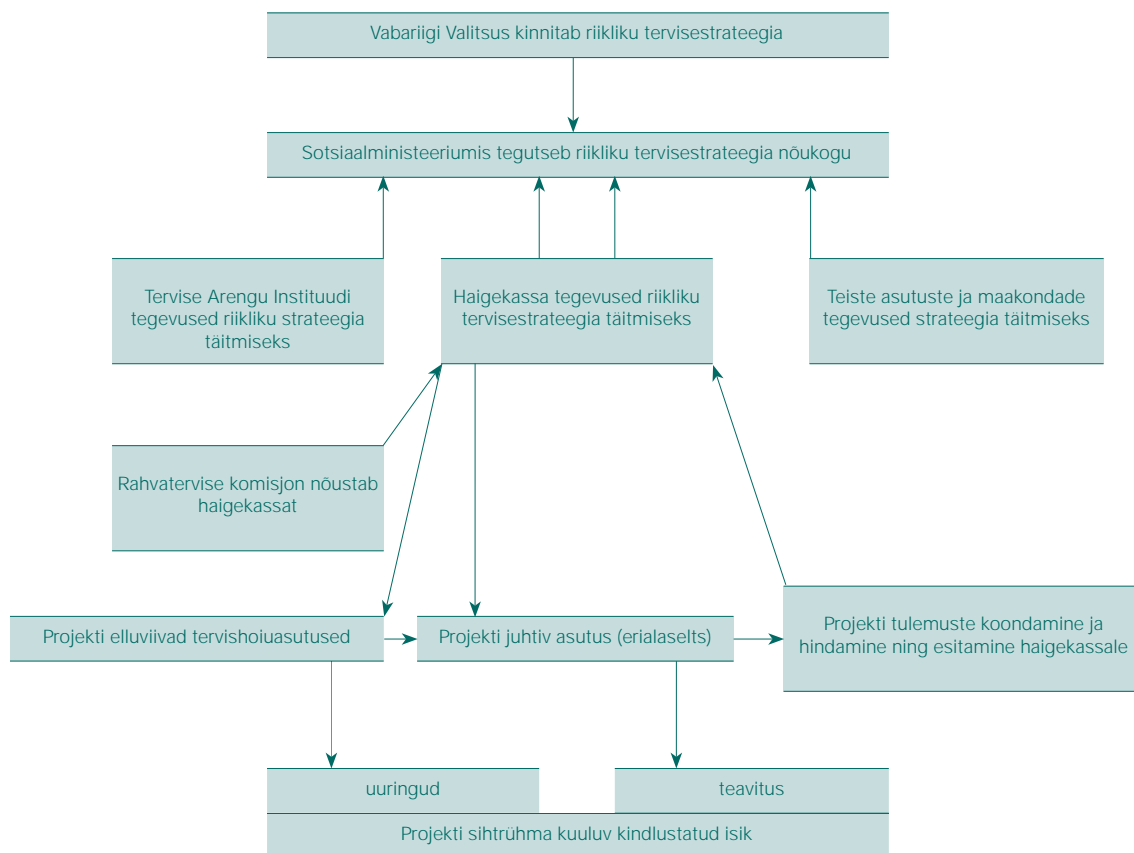 Vabariigi Valitsus kinnitab riikliku tervisestrateegia
Sotsiaalministeeriumis tegutseb riikliku tervisestrateegia nõukogu
Tervise Arengu Instituudi
tegevused riikliku strateegia
täitmiseks
Haigekassa tegevused riikliku
tervisestrateegia täitmiseks
Teiste asutuste ja maakondade
tegevused strateegia täitmiseks
Rahvatervise komisjon nõustab
haigekassat
Projekti elluviivad tervishoiuasutused
Projekti juhtiv asutus (erialaselts)
Projekti tulemuste koondamine ja
hindamine ning esitamine haigekassale
uuringud
teavitus
Projekti sihtrühma kuuluv kindlustatud isik